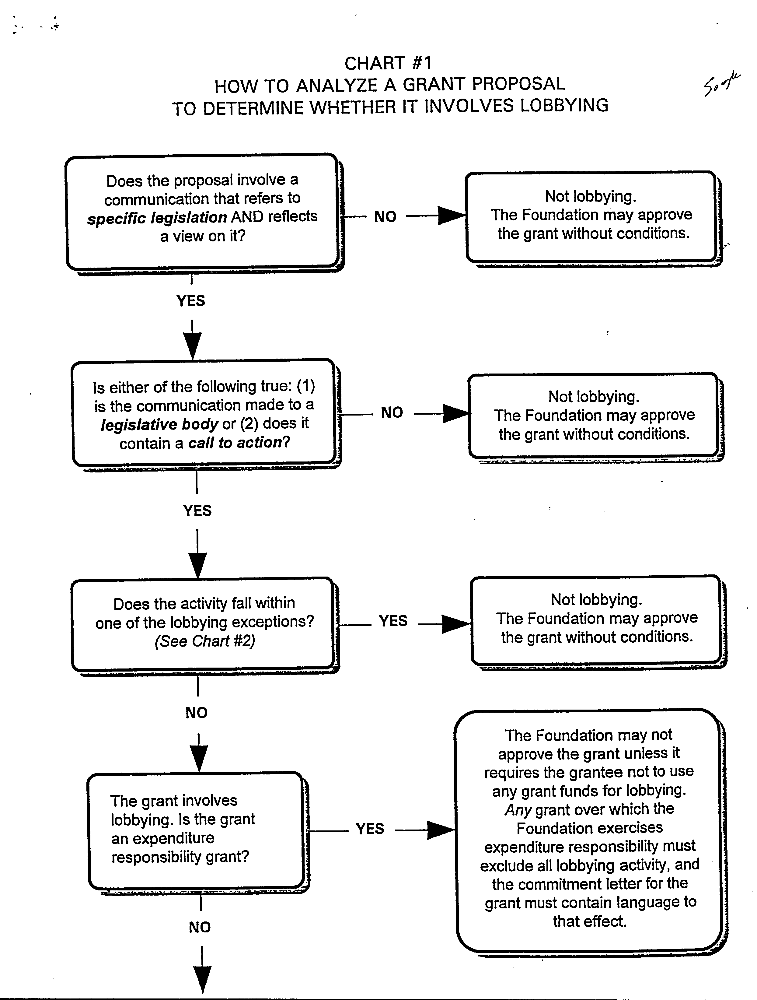 CHART #1
HOW TO ANALYZE A GRANT PROPOSAL
TO DETERMINE WHETHER IT INVOLVES LOBBYING
Sample
Does the proposal involve a
communication that refers to
specific legislation AND reflects
a view on it?
NO
Not lobbying.
The Foundation may approve
the grant without conditions.
YES
Is either of the following true: (1)
is the communication made to a
legislative body or (2) does it
contain a call to action?
NO
Not lobbying.
The Foundation may approve
the grant without conditions.
YES
Does the activity fall within
one of the lobbying exceptions?
(See Chart #2)
YES
Not lobbying.
The Foundation may approve
the grant without conditions.
NO
The grant involves
lobbying. Is the grant
an expenditure
responsibility grant?
YES
The Foundation may not
approve the grant unless it
requires the grantee not to use
any grant funds for lobbying.
Any grant over which the
Foundation exercises
expenditure responsibility must
exclude all lobbying activity, and
the commitment letter for the
grant must contain language to
that effect.
NO